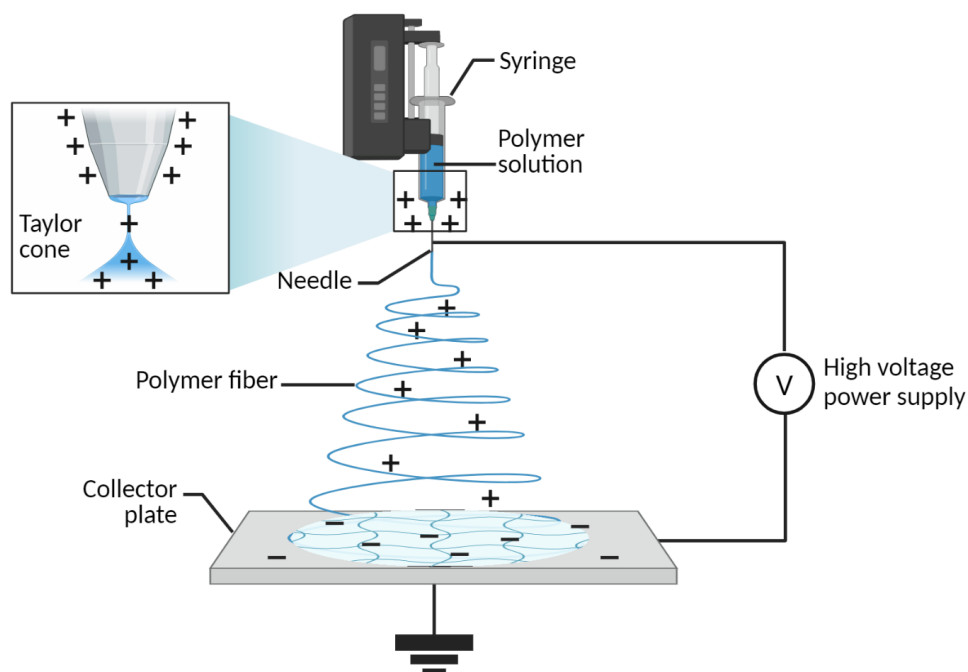 Syringe
Polymer
solution
Taylor
cone
Needle
Polymer fiber
V
High voltage
power supply
Collector
plate